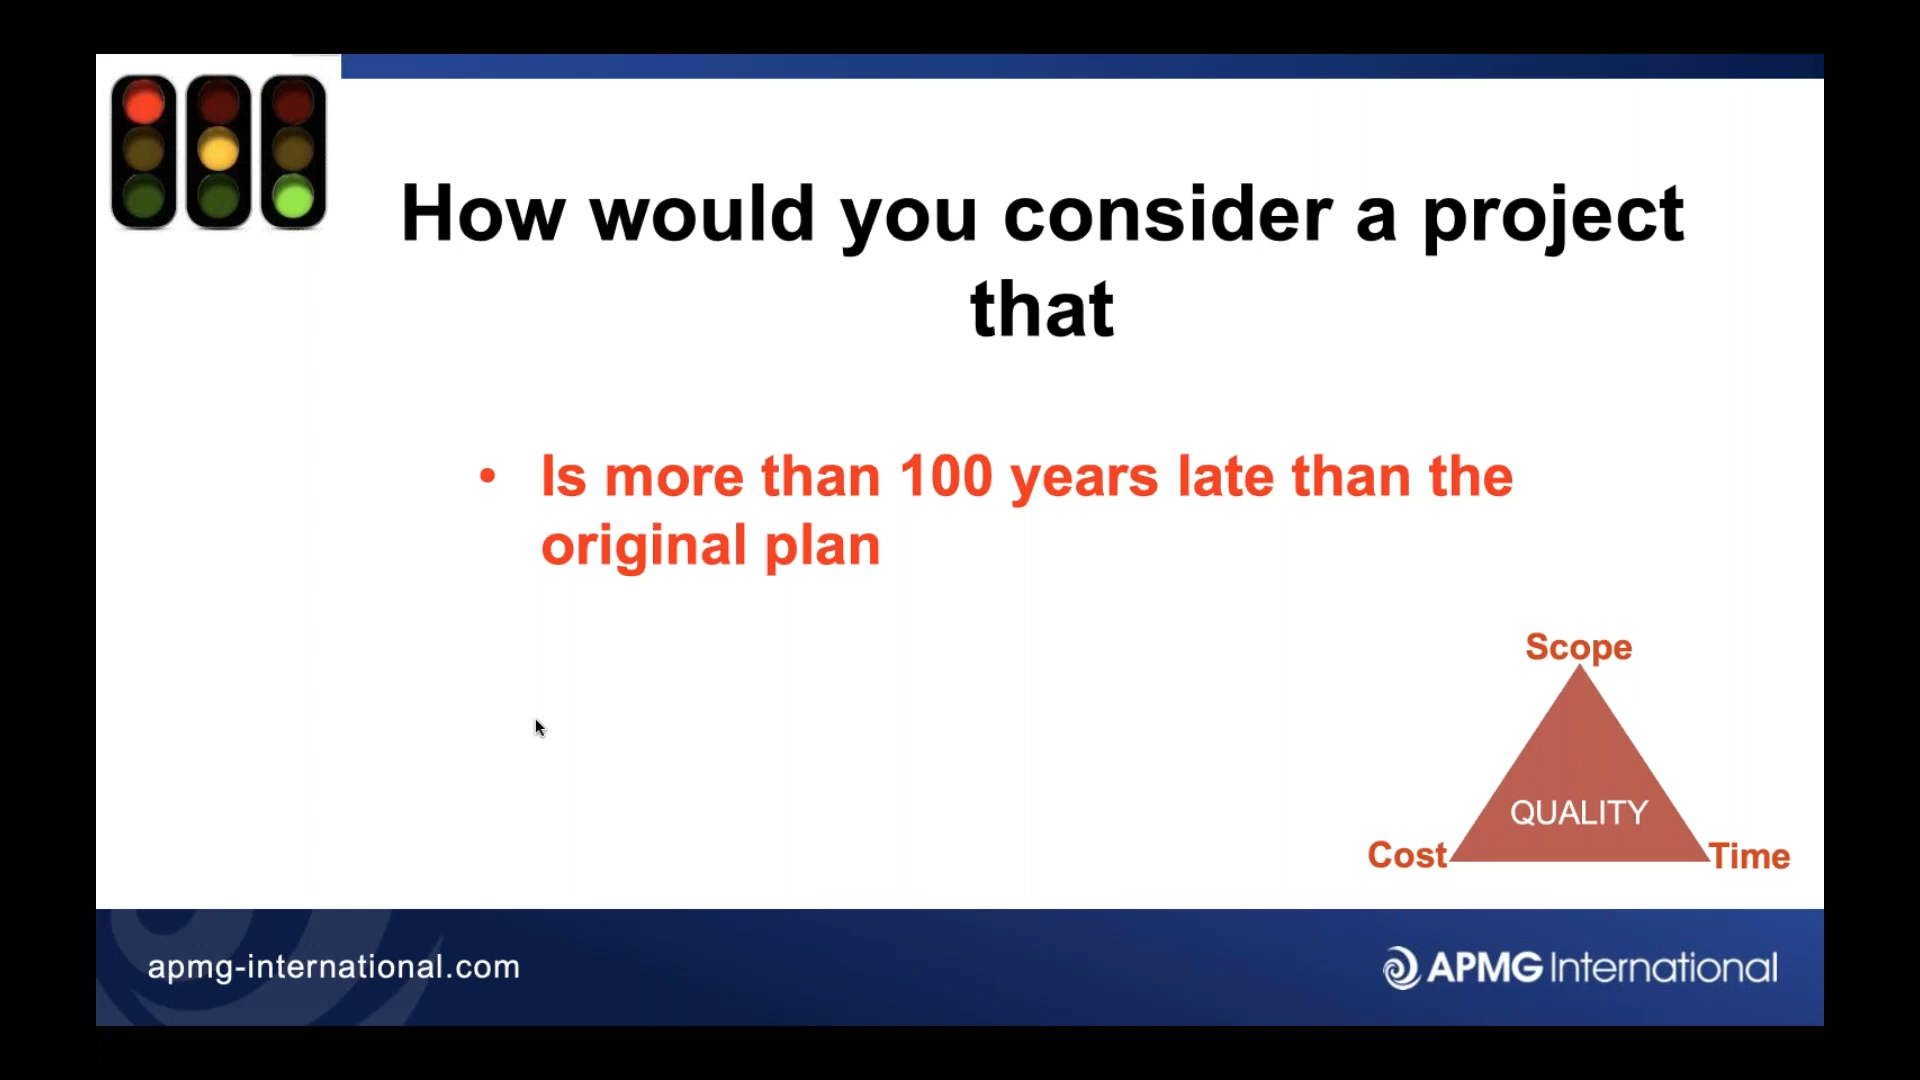 How would you consider a project
that
• Is more than 100 years late than the
original plan
Scope
QUALITY
Cost
Time
apmg-international.com
APMG International